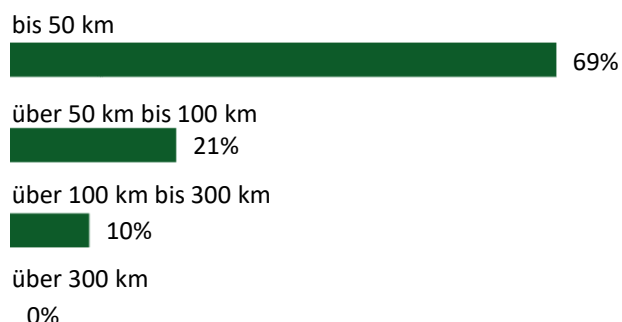 bis 50 km
69%
über 50 km bis 100 km
21%
über 100 km bis 300 km
10%
über 300 km
0%